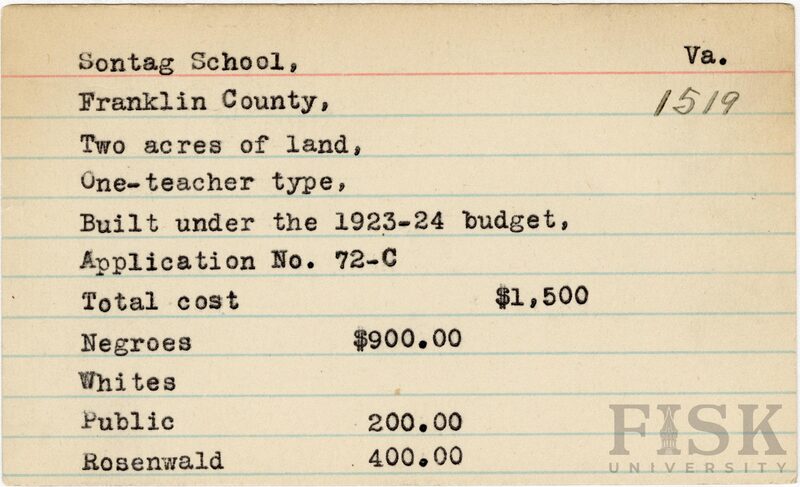 Sontag School, Va.
Franklin County, 1519
Two acres of land,
One-teacher type,
Built under the 1923-24 budget,
Application No. 72-C
Total cost $1,500
Negroes $900.00
Whites
Public 200.00
Rosenwald 400.00
FISK
UNIVERSITY